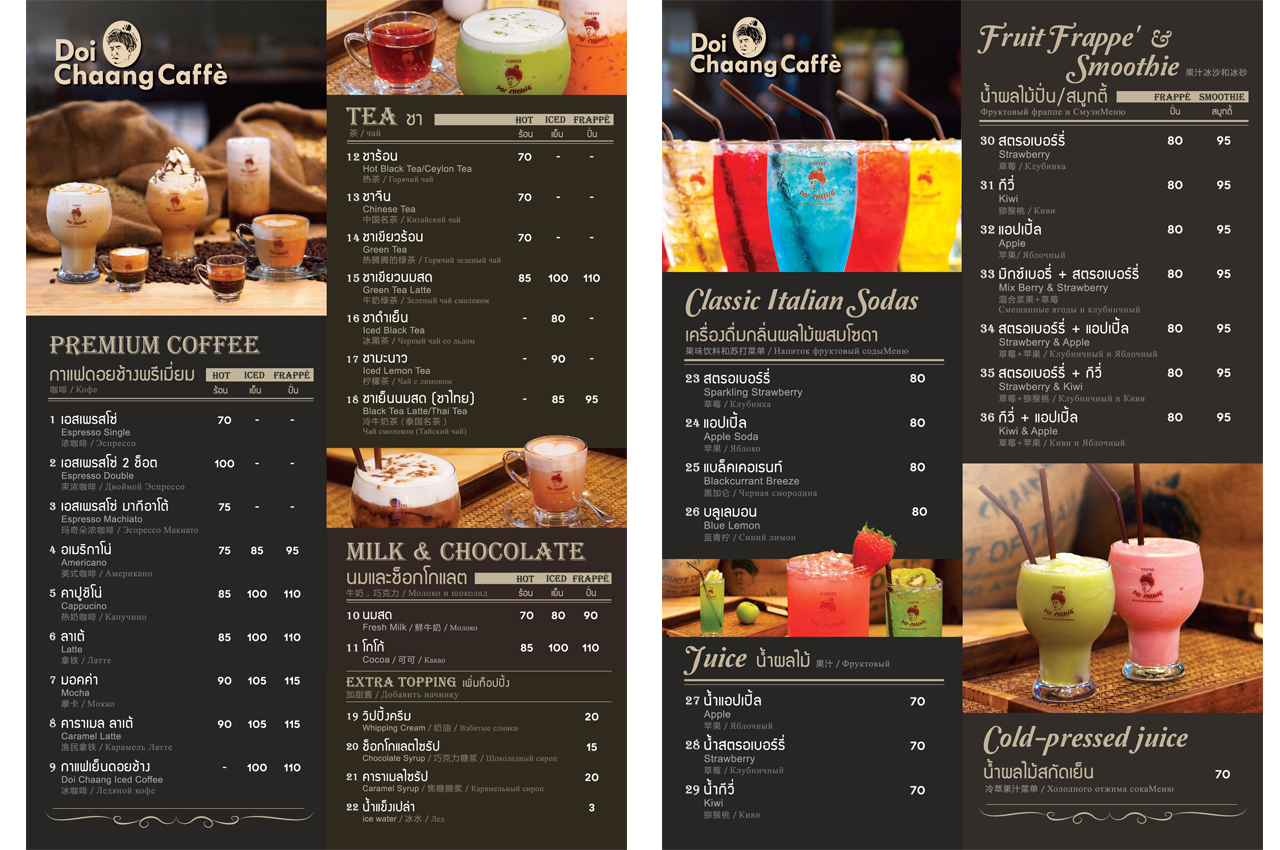 Doi
Chaang Caffè
PREMIUM COFFEE
กาแฟดอยช้างพรีเมี่ยม HOT ICED FRAPPÉ
咖啡 / Кофе ร้อน เย็น ปั่น
1 เอสเพรสโซ่ 70 - -
Espresso Single
浓咖啡 / Эспрессо
2 เอสเพรสโซ่ 2 ช็อต 100 - -
Espresso Double
東浓咖啡 / Двойной Эспрессо
3 เอสเพรสโซ่ มากีอาโต้ 75 - -
Espresso Machiato
玛奇朵浓咖啡 / Эспрессо Макиато
4 อเมริกาโน่ 75 85 95
Americano
美式咖啡 / Американо
5 คาปูชิโน่ 85 100 110
Cappucino
热奶咖啡 / Капучино
6 ลาเต้ 85 100 110
Latte
拿铁 / Латте
7 มอคค่า 90 105 115
Mocha
摩卡 / Мокко
8 คาราเมล ลาเต้ 90 105 115
Caramel Latte
渔民拿铁 / Карамель Латте
9 กาแฟเย็นดอยช้าง - 100 110
Doi Chaang Iced Coffee
冰咖啡 / Ледяной кофе
TEA ชา HOT ICED FRAPPÉ
茶 / чай ร้อน เย็น ปั่น
12 ชาร้อน 70 - -
Hot Black Tea/Ceylon Tea
热茶 / Горячий чай
13 ชาจีน 70 - -
Chinese Tea
中国名茶 / Китайский чай
14 ชาเขียวร้อน 70 - -
Green Tea
热腾腾的绿茶 / Горячий зеленый чай
15 ชาเขียวนมสด 85 100 110
Green Tea Latte
牛奶绿茶 / Зеленый чай смолоком
16 ชาดำเย็น - 80 -
Iced Black Tea
冰黑茶 / Черный чай со льдом
17 ชามะนาว - 90 -
Iced Lemon Tea
柠檬茶 / Чай с лимоном
18 ชาเย็นนมสด (ชาไทย) - 85 95
Black Tea Latte/Thai Tea
冷牛奶茶 ( 泰国名茶 )
Чай смолоком (Тайский чай)
MILK & CHOCOLATE
นมและช็อกโกแลต HOT ICED FRAPPÉ
牛奶 . 巧克力 / Молоко и шоколад ร้อน เย็น ปั่น
10 นมสด 70 80 90
Fresh Milk / 鲜牛奶 / Молоко
11 โกโก้ 85 100 110
Cocoa / 可可 / Какао
EXTRA TOPPING เพิ่มท็อปปิ้ง
加甜酱 / Добавить начинку
19 วิปปิ้งครีม 20
Whipping Cream / 奶油 / Взбитые сливки
20 ช็อกโกแลตไซรัป 15
Chocolate Syrup / 巧克力糖浆 / Шоколадный сироп
21 คาราเมลไซรัป 20
Caramel Syrup / 焦糖糖浆 / Карамельный сироп
22 น้ำแข็งเปล่า 3
ice water / 冰水 / Лед
Doi
Chaang Caffè
Classic Italian Sodas
เครื่องดื่มกลิ่นผลไม้ผสมโซดา
果味饮料和苏打菜单 / Напиток фруктовый содыМеню
23 สตรอเบอร์รี่ 80
Sparkling Strawberry
草莓 / Клубника
24 แอปเปิ้ล 80
Apple Soda
苹果 / Яблоко
25 แบล็คเคอเรนท์ 80
Blackcurrant Breeze
黑加仑 / Черная смородина
26 บลูเลมอน 80
Blue Lemon
蓝青柠 / Синий лимон
Juice น้ำผลไม้ 果汁 / Фруктовый
27 น้ำแอปเปิ้ล 70
Apple
苹果 / Яблочный
28 น้ำสตรอเบอร์รี่ 70
Strawberry
草莓 / Клубничный
29 น้ำกีวี่ 70
Kiwi
猕猴桃 / Киви
Fruit Frappe' &
Smoothie 果汁冰沙和冰砂
น้ำผลไม้ปั่น/สมูทตี้ FRAPPÉ SMOOTHIE
Фруктовый фраппе и СмузиМеню ปั่น สมูทตี้
30 สตรอเบอร์รี่ 80 95
Strawberry
草莓 / Клубника
31 กีวี่ 80 95
Kiwi
猕猴桃 / Киви
32 แอปเปิ้ล 80 95
Apple
苹果/ Яблочный
33 มิกซ์เบอรี่ + สตรอเบอร์รี่ 80 95
Mix Berry & Strawberry
混合浆果+草莓
Смешанные ягоды и клубничный
34 สตรอเบอร์รี่ + แอปเปิ้ล 80 95
Strawberry & Apple
草莓+苹果 / Клубничный и Яблочный
35 สตรอเบอร์รี่ + กีวี่ 80 95
Strawberry & Kiwi
草莓+猕猴桃 / Клубничный и Киви
36 กีวี่ + แอปเปิ้ล 80 95
Kiwi & Apple
草莓+苹果 / Киви и Яблочный
Cold-pressed juice
น้ำผลไม้สกัดเย็น 70
冷萃果汁菜单 / Холодного отжима сокаМеню